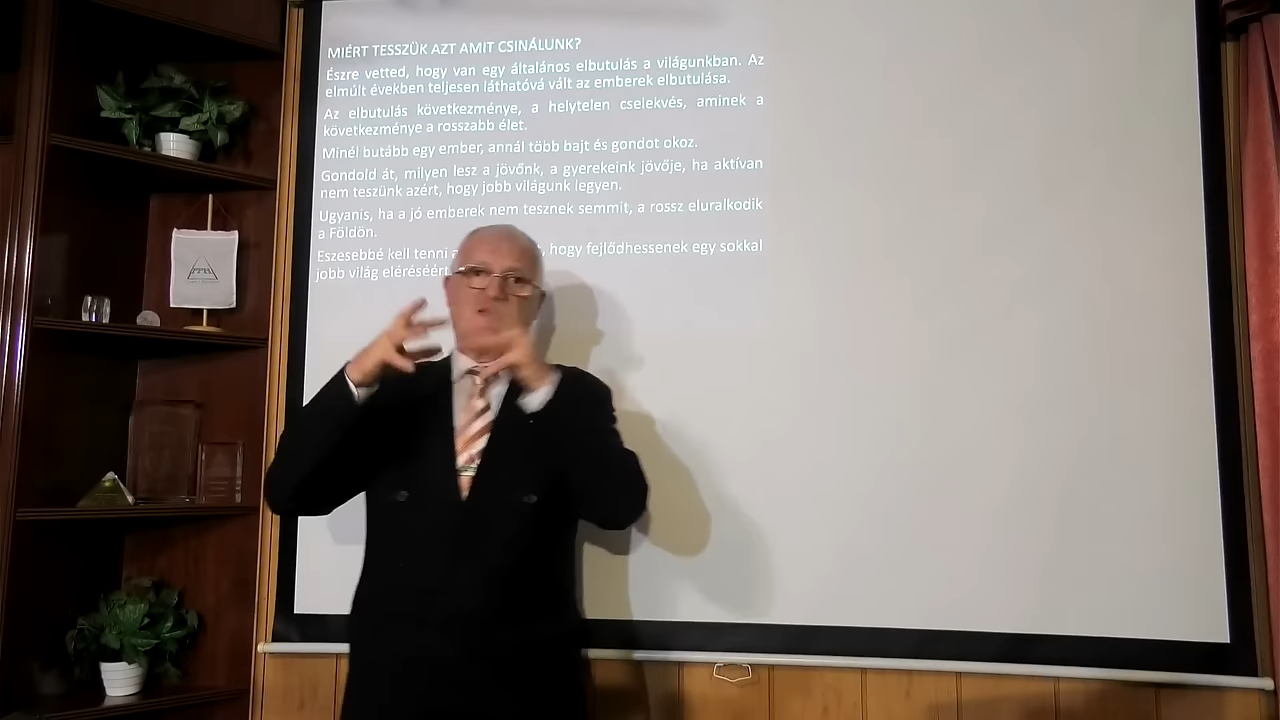 MIÉRT TESSZÜK AZT AMIT CSINÁLUNK?
Észre vetted, hogy van egy általános elbutulás a világunkban. Az
elmúlt években teljesen láthatóvá vált az emberek elbutulása.
Az elbutulás következménye, a helytelen cselekvés, aminek a
következménye a rosszabb élet.
Minél butább egy ember, annál több bajt és gondot okoz.
Gondold át, milyen lesz a jövőnk, a gyerekeink jövője, ha aktívan
nem teszünk azért, hogy jobb világunk legyen.
Ugyanis, ha a jó emberek nem tesznek semmit, a rossz eluralkodik
a Földön.
Eszesebbé kell tenni hogy fejlődhessenek egy sokkal
jobb világ eléréséért